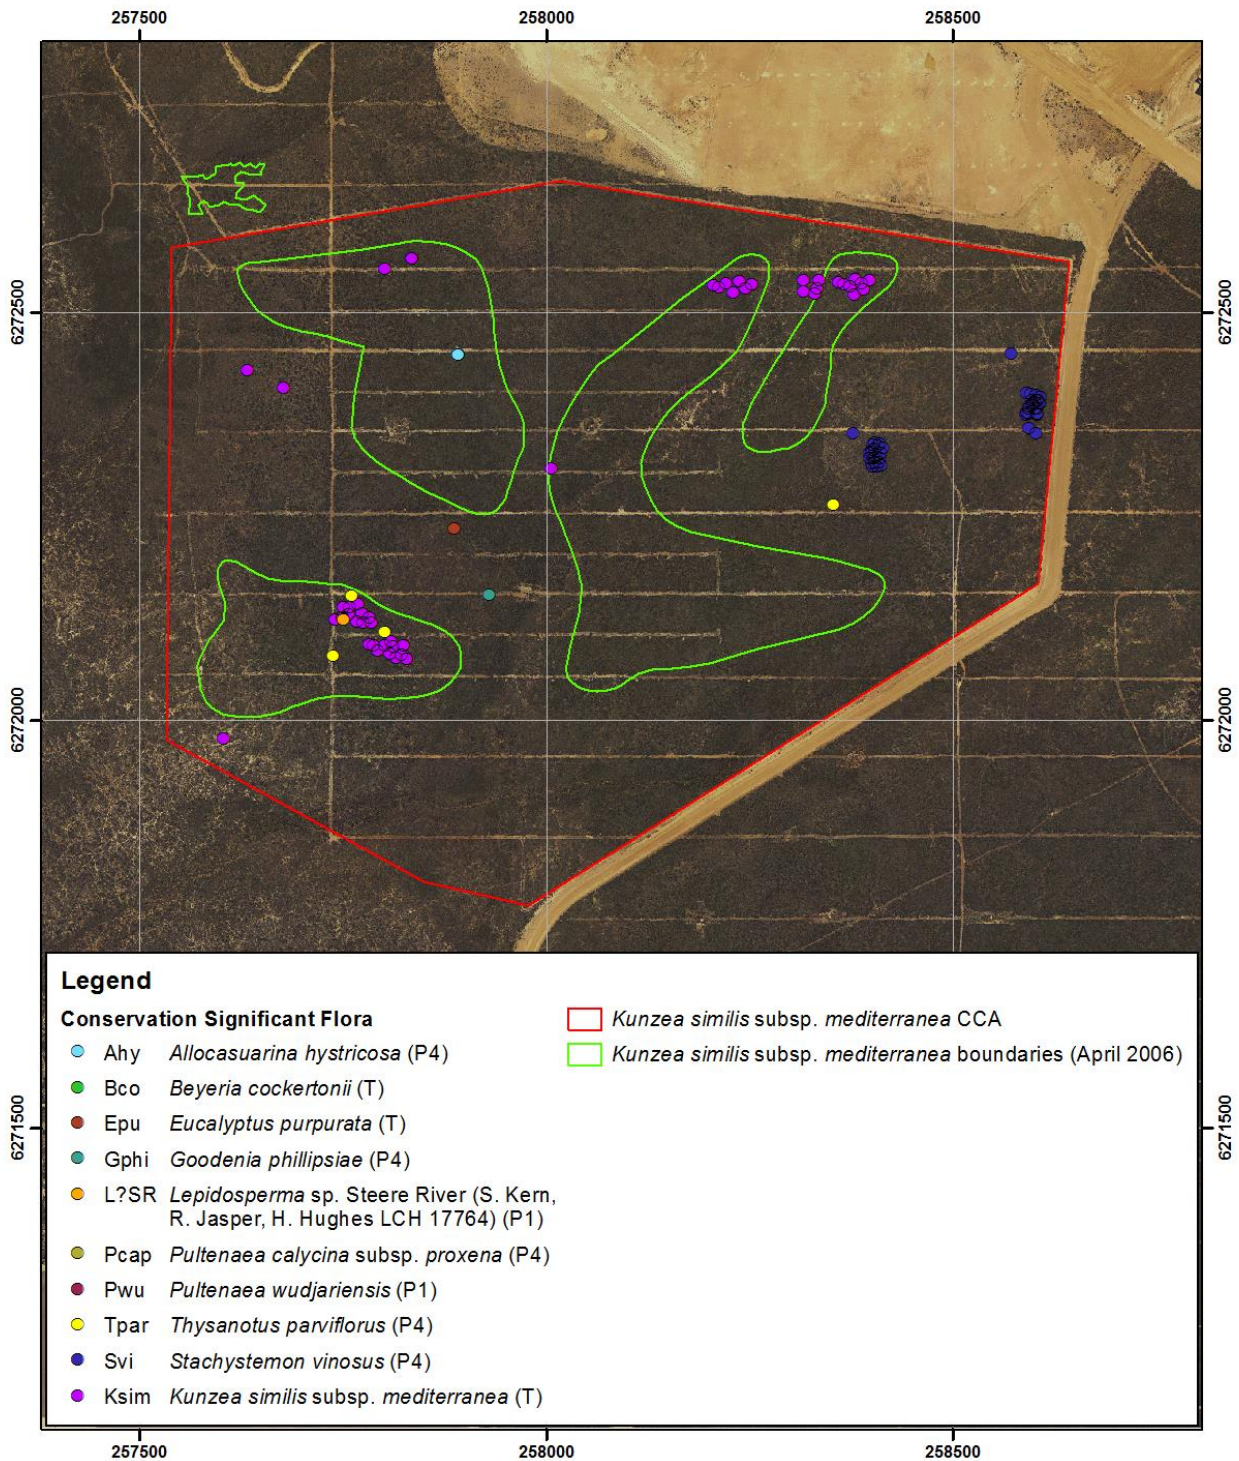 257500 258000 258500
6272500 6272500
6272000 6272000
Legend
Conservation Significant Flora
Ahy Allocasuarina hystricosa (P4)
Bco Beyeria cockertonii (T)
Epu Eucalyptus purpurata (T)
Gphi Goodenia phillipsiae (P4)
L?SR Lepidosperma sp. Steere River (S. Kern,
R. Jasper, H. Hughes LCH 17764) (P1)
Pcap Pultenaea calycina subsp. proxena (P4)
Pwu Pultenaea wudjariensis (P1)
Tpar Thysanotus parviflorus (P4)
Svi Stachystemon vinosus (P4)
Ksim Kunzea similis subsp. mediterranea (T)
Kunzea similis subsp. mediterranea CCA
Kunzea similis subsp. mediterranea boundaries (April 2006)
6271500 6271500
257500 258000 258500